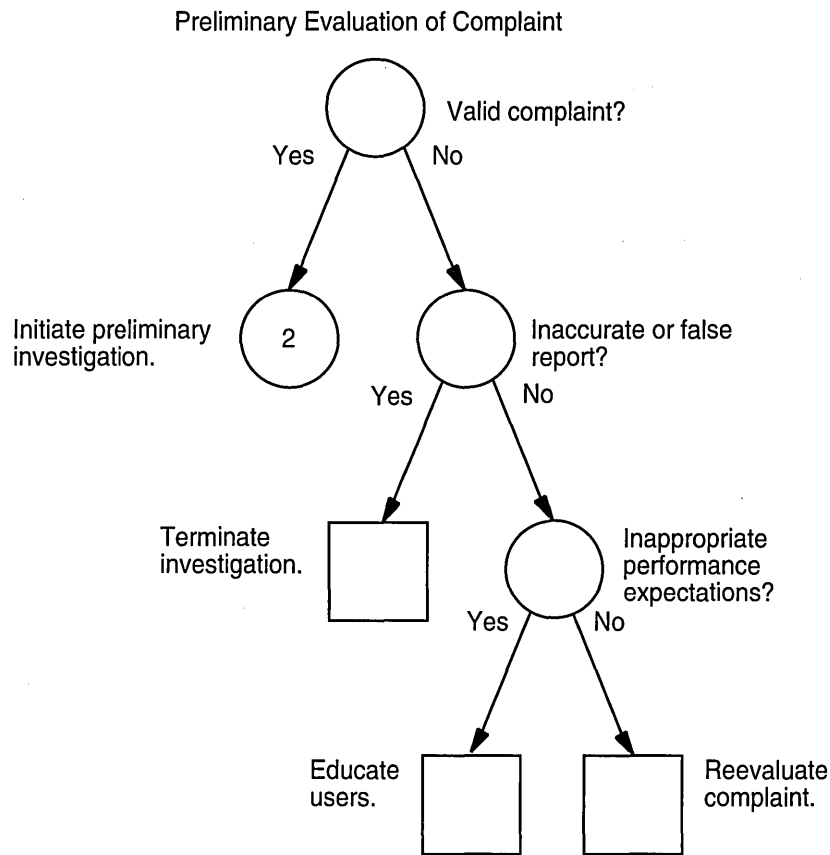 Preliminary Evaluation of Complaint
Valid complaint?
Yes
No
Initiate preliminary
investigation.
2
Inaccurate or false
report?
Yes
No
Terminate
investigation.
Inappropriate
performance
expectations?
Yes
No
Educate
users.
Reevaluate
complaint.